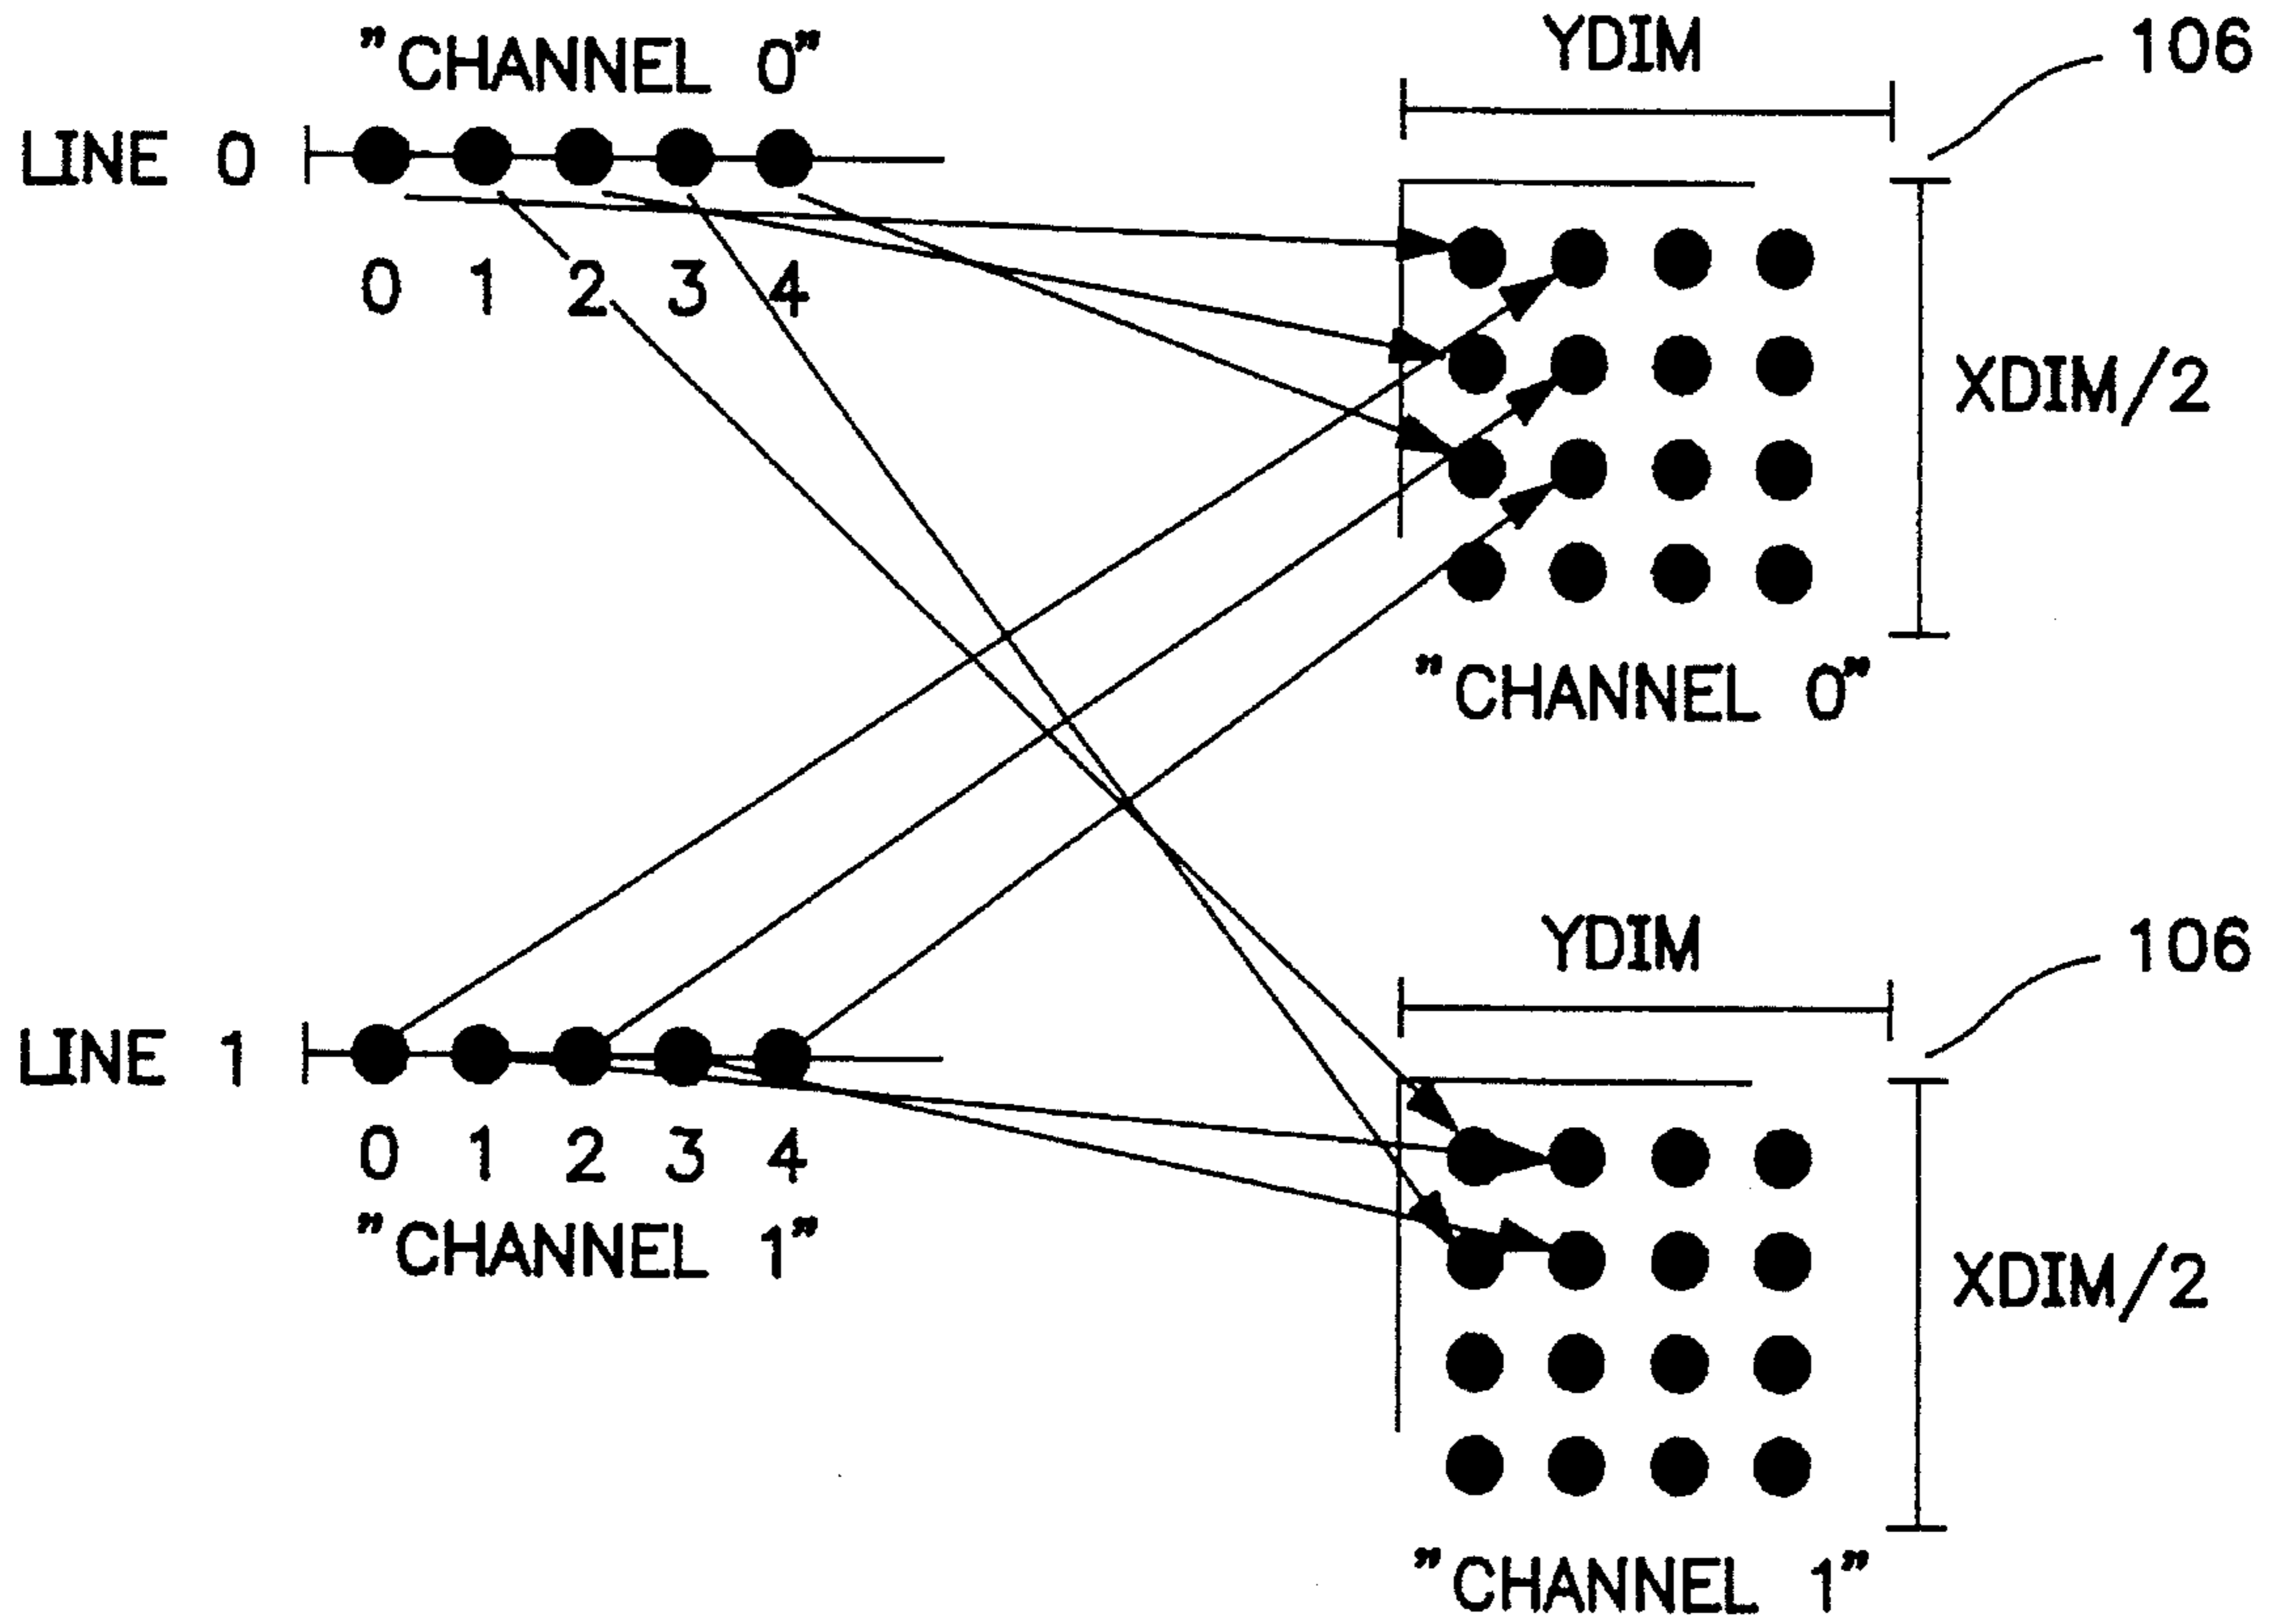 "CHANNEL 0"
LINE 0
0 1 2 3 4
YDIM
106
XDIM/2
"CHANNEL 0"
LINE 1
0 1 2 3 4
"CHANNEL 1"
YDIM
106
XDIM/2
"CHANNEL 1"